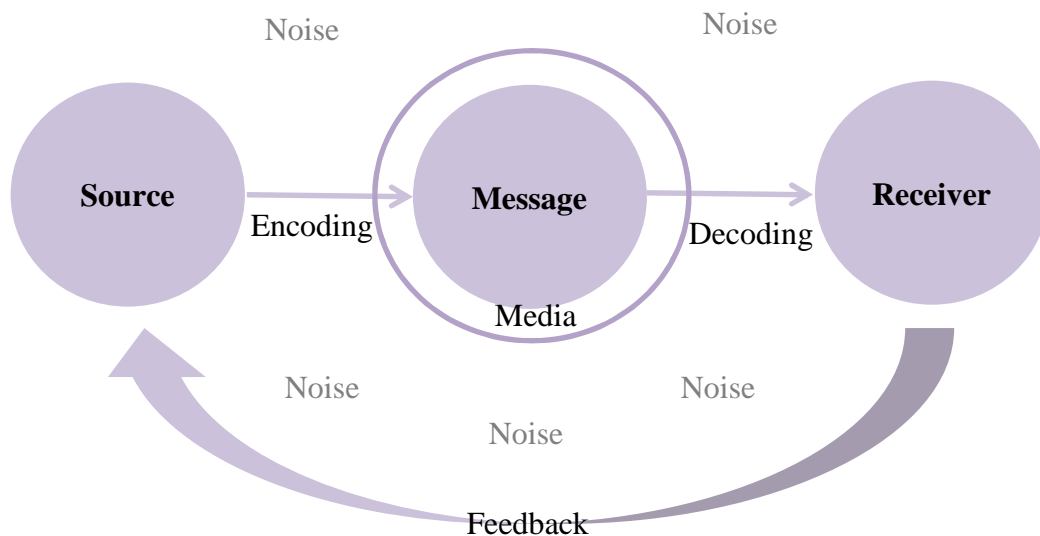 Noise
Noise
Source
Encoding
Message
Media
Decoding
Receiver
Noise
Noise
Noise
Feedback